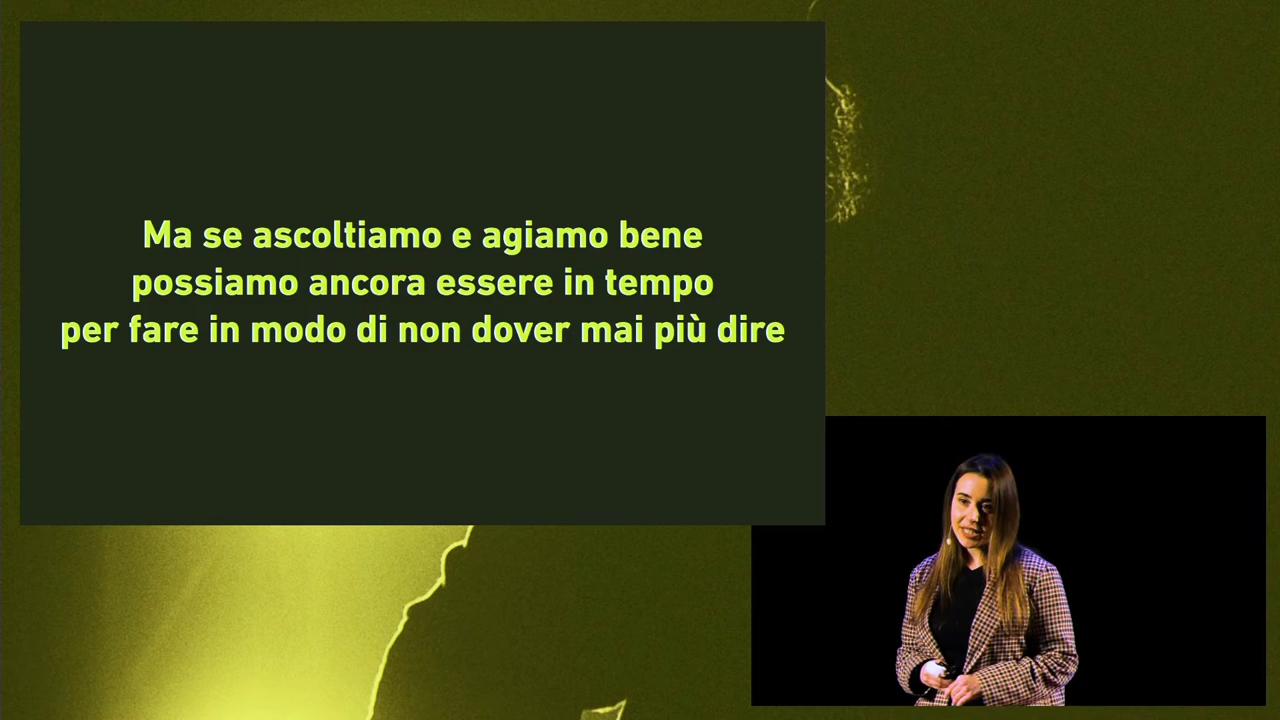 Ma se ascoltiamo e agiamo bene
possiamo ancora essere in tempo
per fare in modo di non dover mai più dire